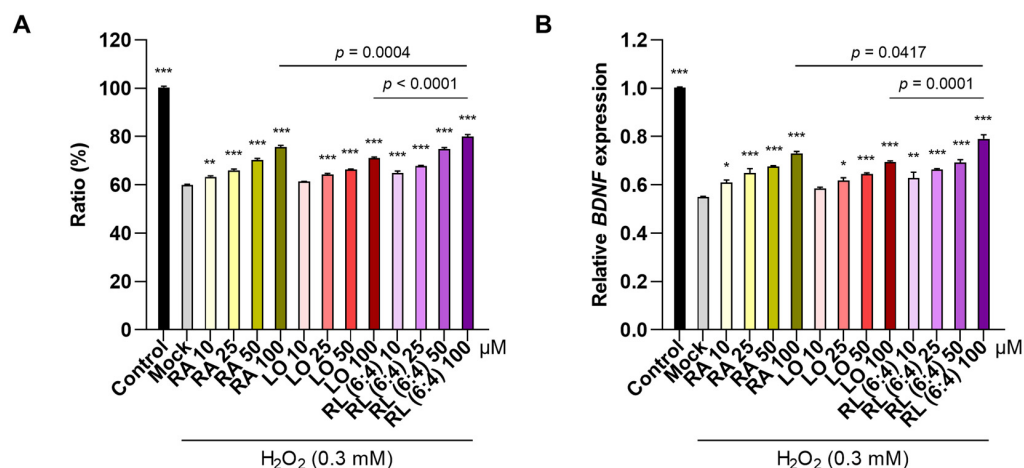 A
Ratio (%)
120
100
80
60
40
20
0
***
**
***
***
***
***
***
***
**
***
***
***
p = 0.0004
p < 0.0001
Control
Mock
RA 10
RA 25
RA 50
RA 100
LO 10
LO 25
LO 50
LO 100
RL (6:4) 10
RL (6:4) 25
RL (6:4) 50
RL (6:4) 100
µM
H₂O₂ (0.3 mM)
B
Relative BDNF expression
1.2
1.0
0.8
0.6
0.4
0.2
0.0
***
*
***
***
***
*
***
***
**
***
***
***
p = 0.0417
p = 0.0001
Control
Mock
RA 10
RA 25
RA 50
RA 100
LO 10
LO 25
LO 50
LO 100
RL (6:4) 10
RL (6:4) 25
RL (6:4) 50
RL (6:4) 100
µM
H₂O₂ (0.3 mM)